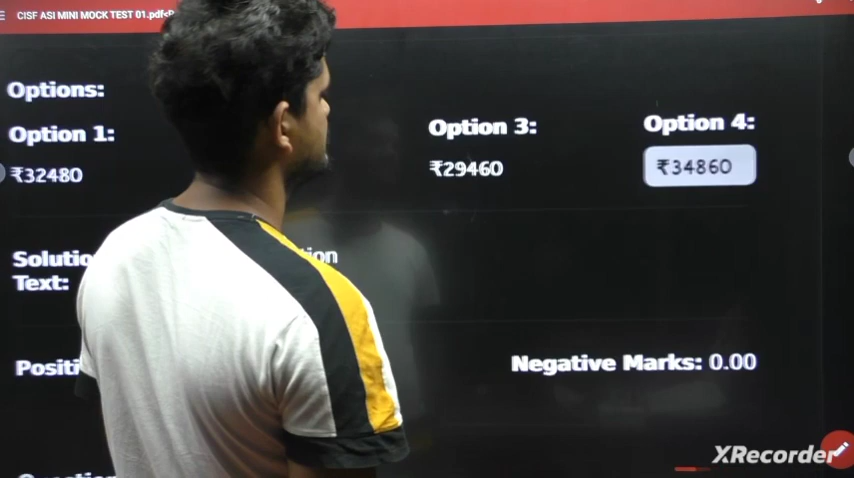 CISF ASI MINI MOCK TEST 01.pdf
Options:
Option 1:
Option 3:
Option 4:
₹32480
₹29460
₹34860
Text:
Negative Marks: 0.00
XRecorder